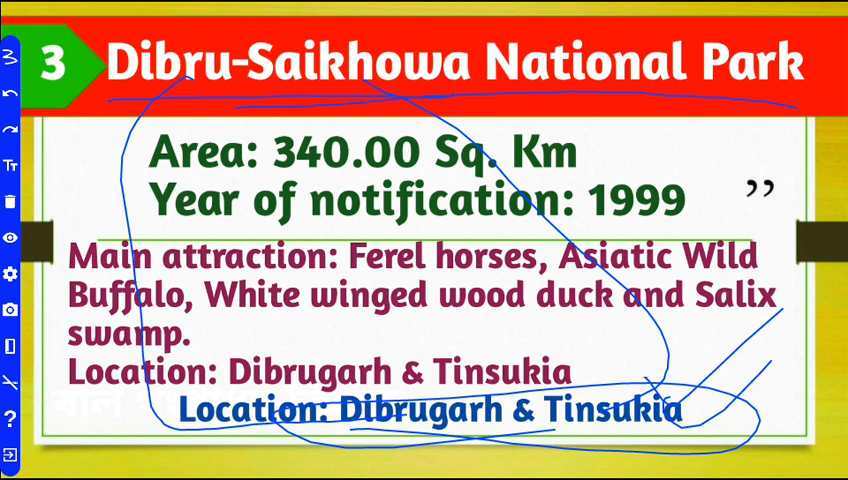 3 Dibru-Saikhowa National Park
Area: 340.00 Sq. Km
Year of notification: 1999
”
Main attraction: Ferel horses, Asiatic Wild
Buffalo, White winged wood duck and Salix
swamp.
Location: Dibrugarh & Tinsukia
Location: Dibrugarh & Tinsukia